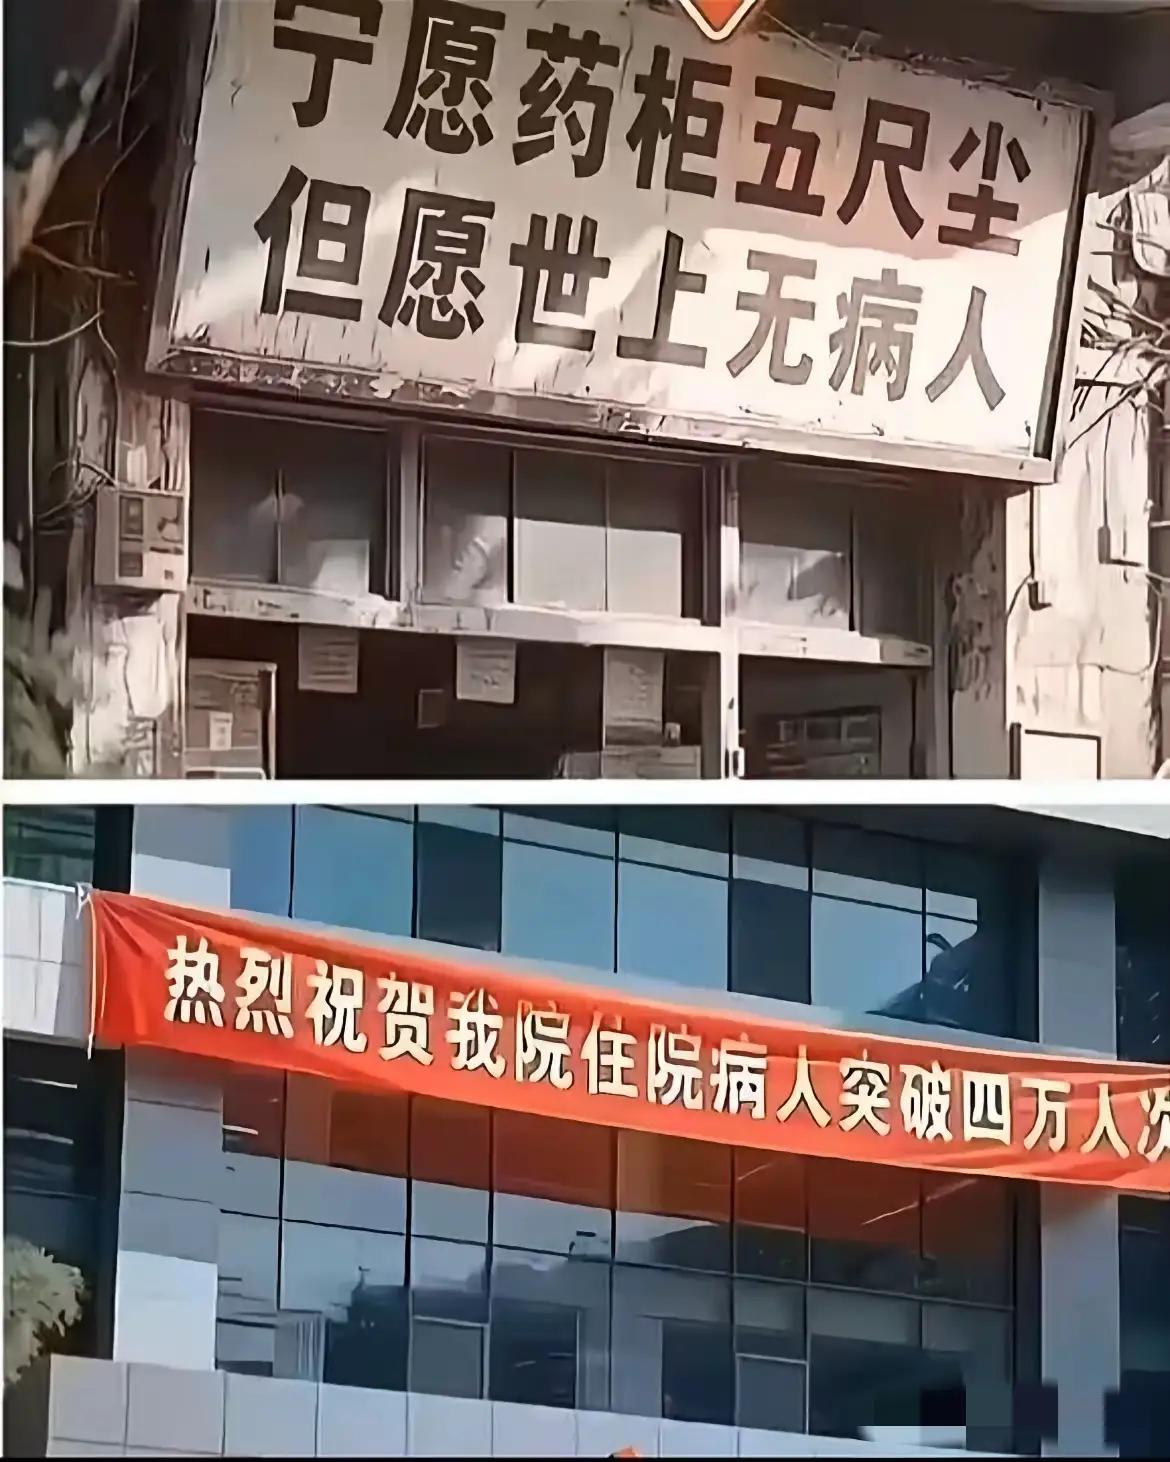 宁愿药柜五尺尘
但愿世上无病人
热烈祝贺我院住院病人突破四万人次